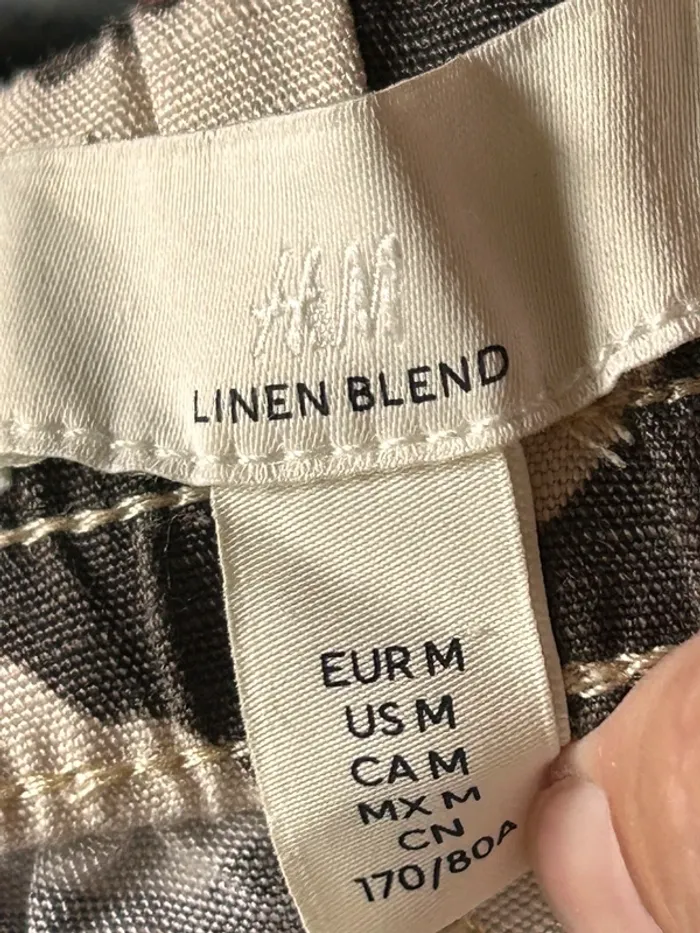 H&M
LINEN BLEND
EUR M
US M
CA M
MX M
CN
170/80A